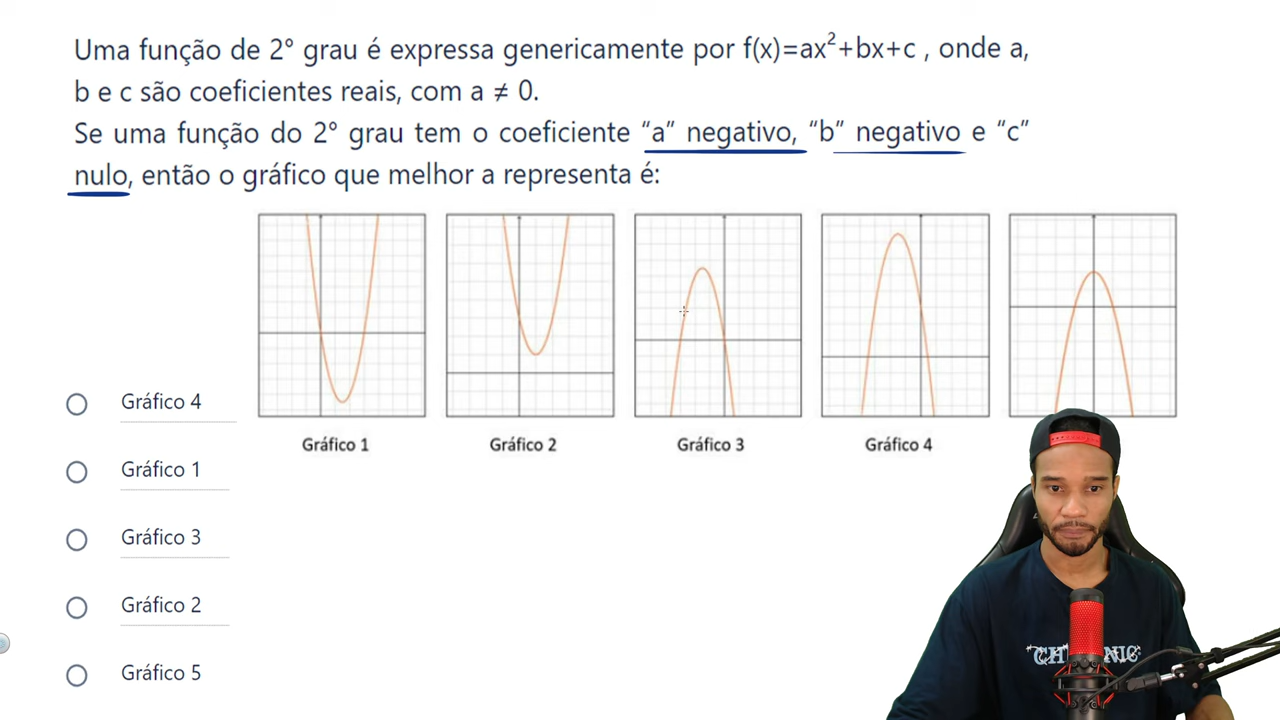 Uma função de 2° grau é expressa genericamente por f(x)=ax²+bx+c , onde a,
b e c são coeficientes reais, com a ≠ 0.
Se uma função do 2° grau tem o coeficiente “a” negativo, “b” negativo e “c”
nulo, então o gráfico que melhor a representa é:
Gráfico 1
Gráfico 2
Gráfico 3
Gráfico 4
Gráfico 4
Gráfico 1
Gráfico 3
Gráfico 2
Gráfico 5